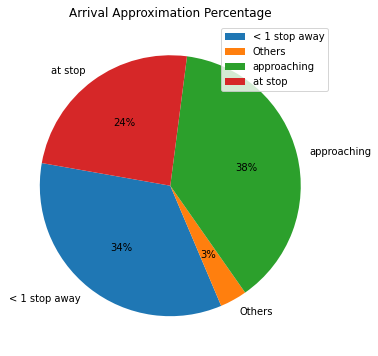 Arrival Approximation Percentage
< 1 stop away
Others
approaching
at stop
at stop
24%
approaching
38%
34%
3%
< 1 stop away
Others